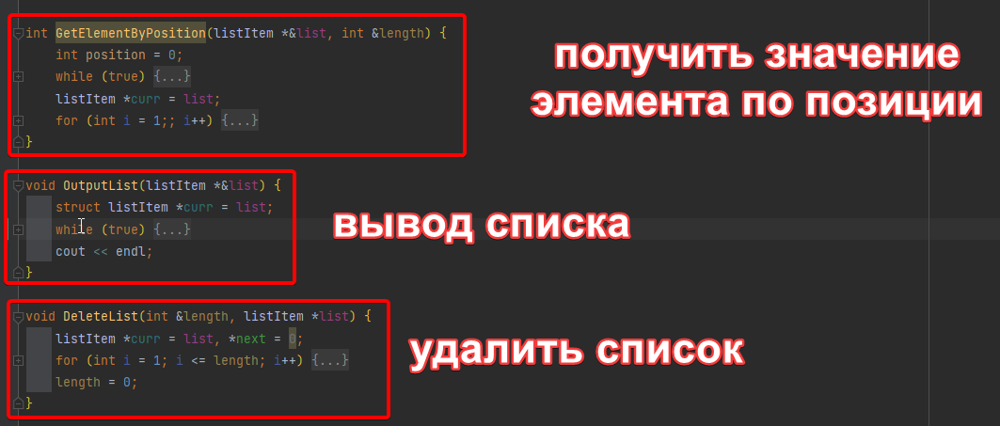 int GetElementByPosition(listItem *&list, int &length) {
int position = 0;
while (true) {...}
listItem *curr = list;
for (int i = 1;; i++) {...}
}
получить значение
элемента по позиции
void OutputList(listItem *&list) {
struct listItem *curr = list;
while (true) {...}
cout << endl;
}
вывод списка
void DeleteList(int &length, listItem *list) {
listItem *curr = list, *next = 0;
for (int i = 1; i <= length; i++) {...}
length = 0;
}
удалить список